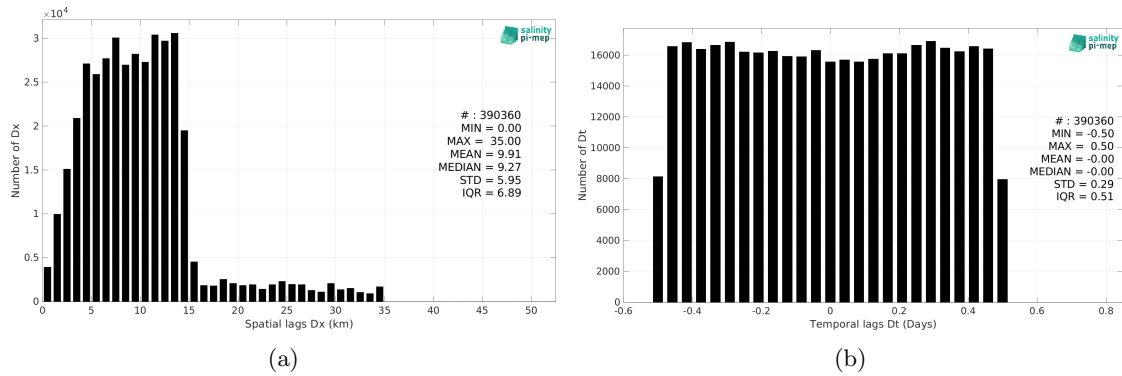 ×10⁴
3
2.5
2
1.5
1
0.5
0
0 5 10 15 20 25 30 35 40 45 50
Number of Dx
Spatial lags Dx (km)
salinity
pi-mep
# : 390360
MIN = 0.00
MAX = 35.00
MEAN = 9.91
MEDIAN = 9.27
STD = 5.95
IQR = 6.89
(a)
16000
14000
12000
10000
8000
6000
4000
2000
0
-0.6 -0.4 -0.2 0 0.2 0.4 0.6 0.8
Number of Dt
Temporal lags Dt (Days)
salinity
pi-mep
# : 390360
MIN = -0.50
MAX = 0.50
MEAN = -0.00
MEDIAN = -0.00
STD = 0.29
IQR = 0.51
(b)